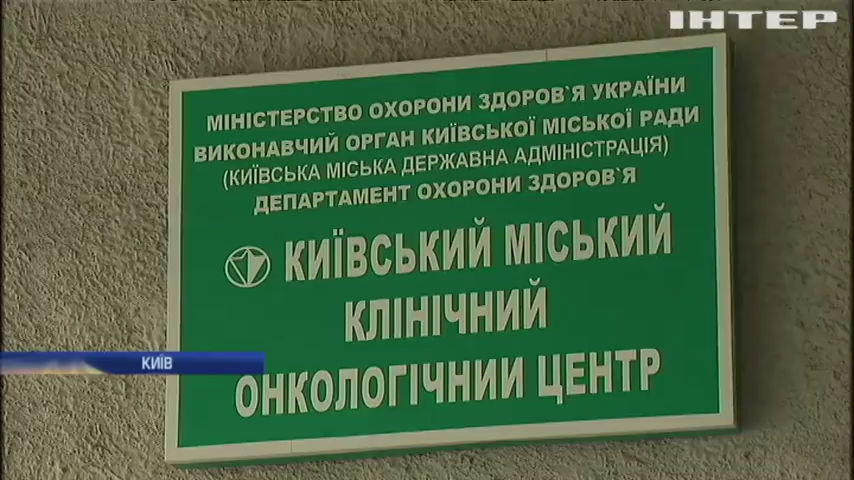 ІНТЕР
МІНІСТЕРСТВО ОХОРОНИ ЗДОРОВ`Я УКРАЇНИ
ВИКОНАВЧИЙ ОРГАН КИЇВСЬКОЇ МІСЬКОЇ РАДИ
(КИЇВСЬКА МІСЬКА ДЕРЖАВНА АДМІНІСТРАЦІЯ)
ДЕПАРТАМЕНТ ОХОРОНИ ЗДОРОВ`Я
КИЇВСЬКИЙ МІСЬКИЙ
КЛІНІЧНИЙ
ОНКОЛОГІЧНИИ ЦЕНТР
КИЇВ